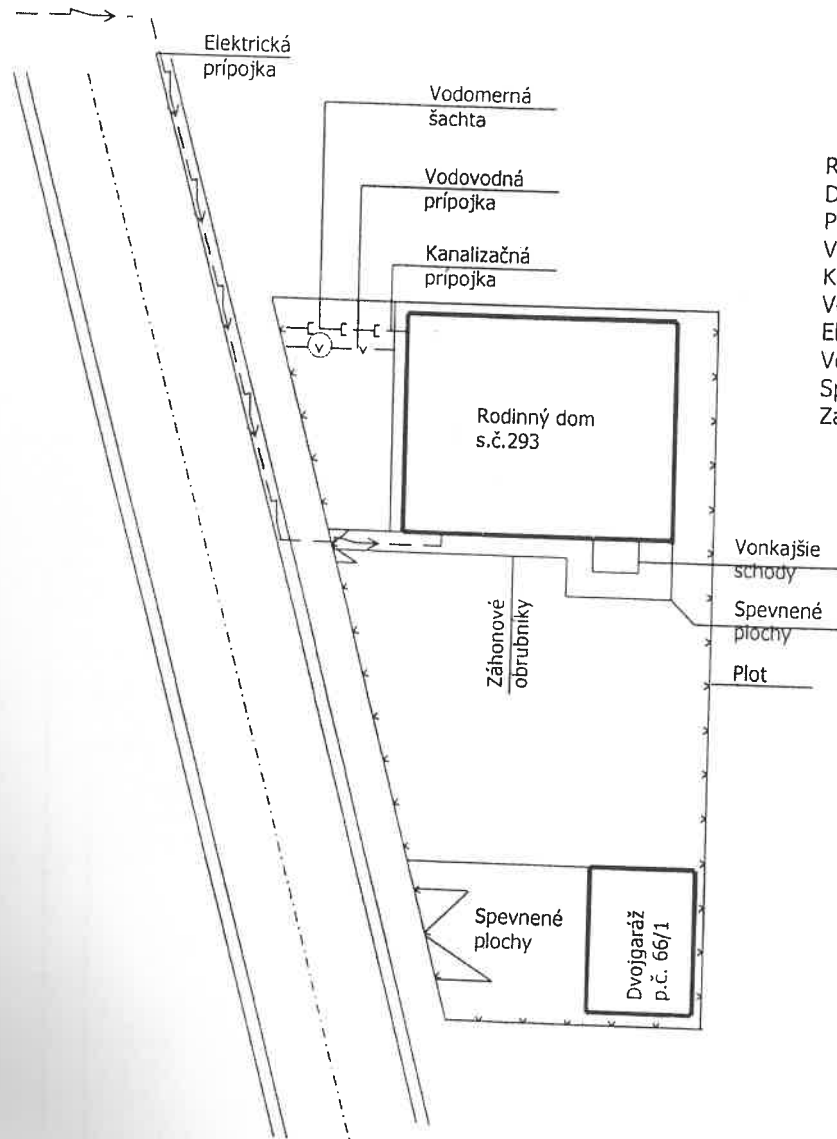 Elektrická
prípojka
Vodomerná
šachta
Vodovodná
prípojka
Kanalizačná
prípojka
Rodinný dom
s.č.293
Vonkajšie
schody
Spevnené
plochy
Záhonové
obrubníky
Plot
Spevnené
plochy
Dvojgaráž
p.č. 66/1